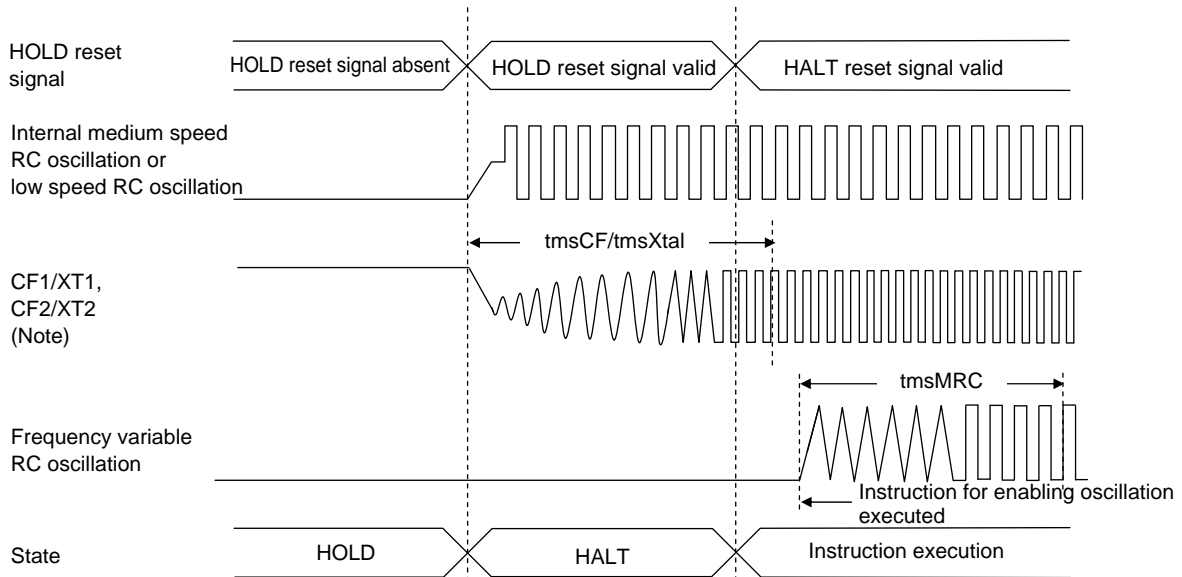 HOLD reset
signal
HOLD reset signal absent
HOLD reset signal valid
HALT reset signal valid
Internal medium speed
RC oscillation or
low speed RC oscillation
tmsCF/tmsXtal
CF1/XT1,
CF2/XT2
(Note)
tmsMRC
Frequency variable
RC oscillation
Instruction for enabling oscillation
executed
State
HOLD
HALT
Instruction execution